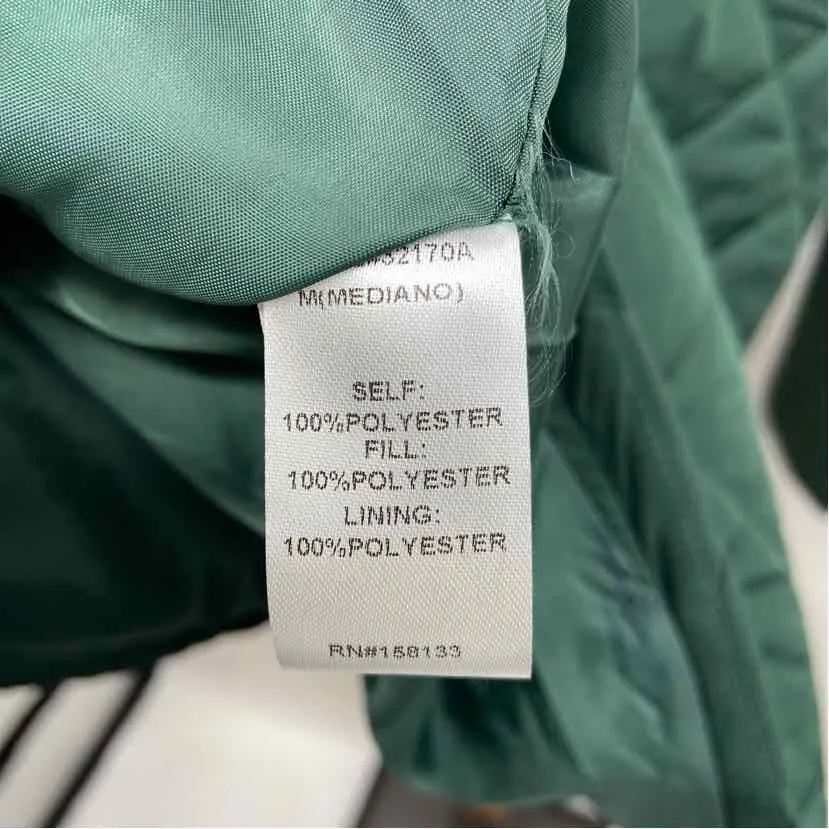 M(MEDIANO)
SELF:
100%POLYESTER
FILL:
100%POLYESTER
LINING:
100%POLYESTER
RN#158133